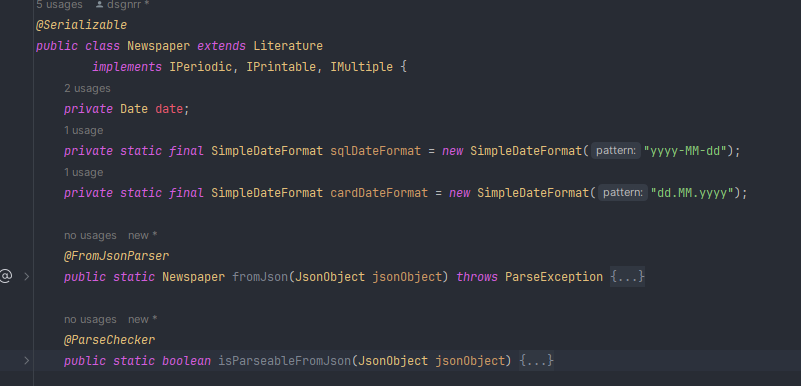 5 usages dsgnrr *
@Serializable
public class Newspaper extends Literature
implements IPeriodic, IPrintable, IMultiple {
2 usages
private Date date;
1 usage
private static final SimpleDateFormat sqlDateFormat = new SimpleDateFormat( pattern: "yyyy-MM-dd");
1 usage
private static final SimpleDateFormat cardDateFormat = new SimpleDateFormat( pattern: "dd.MM.yyyy");
no usages new *
@FromJsonParser
@ > public static Newspaper fromJson(JsonObject jsonObject) throws ParseException {...}
no usages new *
@ParseChecker
> public static boolean isParseableFromJson(JsonObject jsonObject) {...}